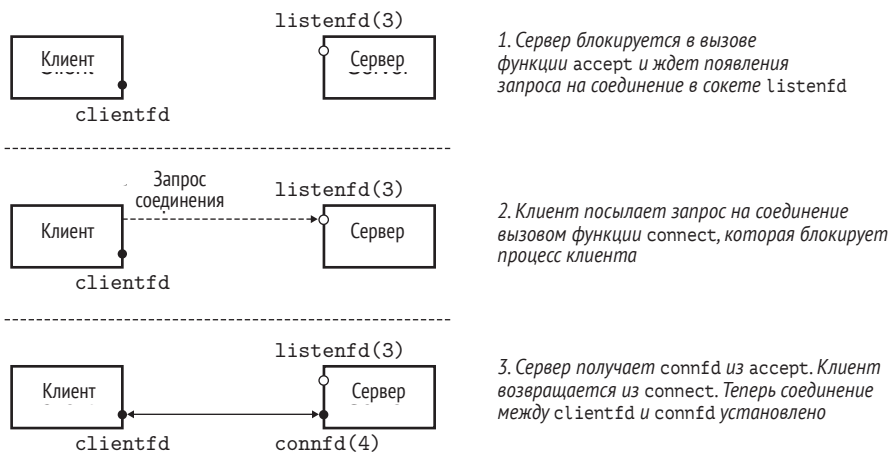 listenfd(3)
Клиент
Сервер
clientfd
1. Сервер блокируется в вызове
функции accept и ждет появления
запроса на соединение в сокете listenfd
Запрос
соединения
listenfd(3)
Клиент
Сервер
clientfd
2. Клиент посылает запрос на соединение
вызовом функции connect, которая блокирует
процесс клиента
listenfd(3)
Клиент
Сервер
clientfd
connfd(4)
3. Сервер получает connfd из accept. Клиент
возвращается из connect. Теперь соединение
между clientfd и connfd установлено